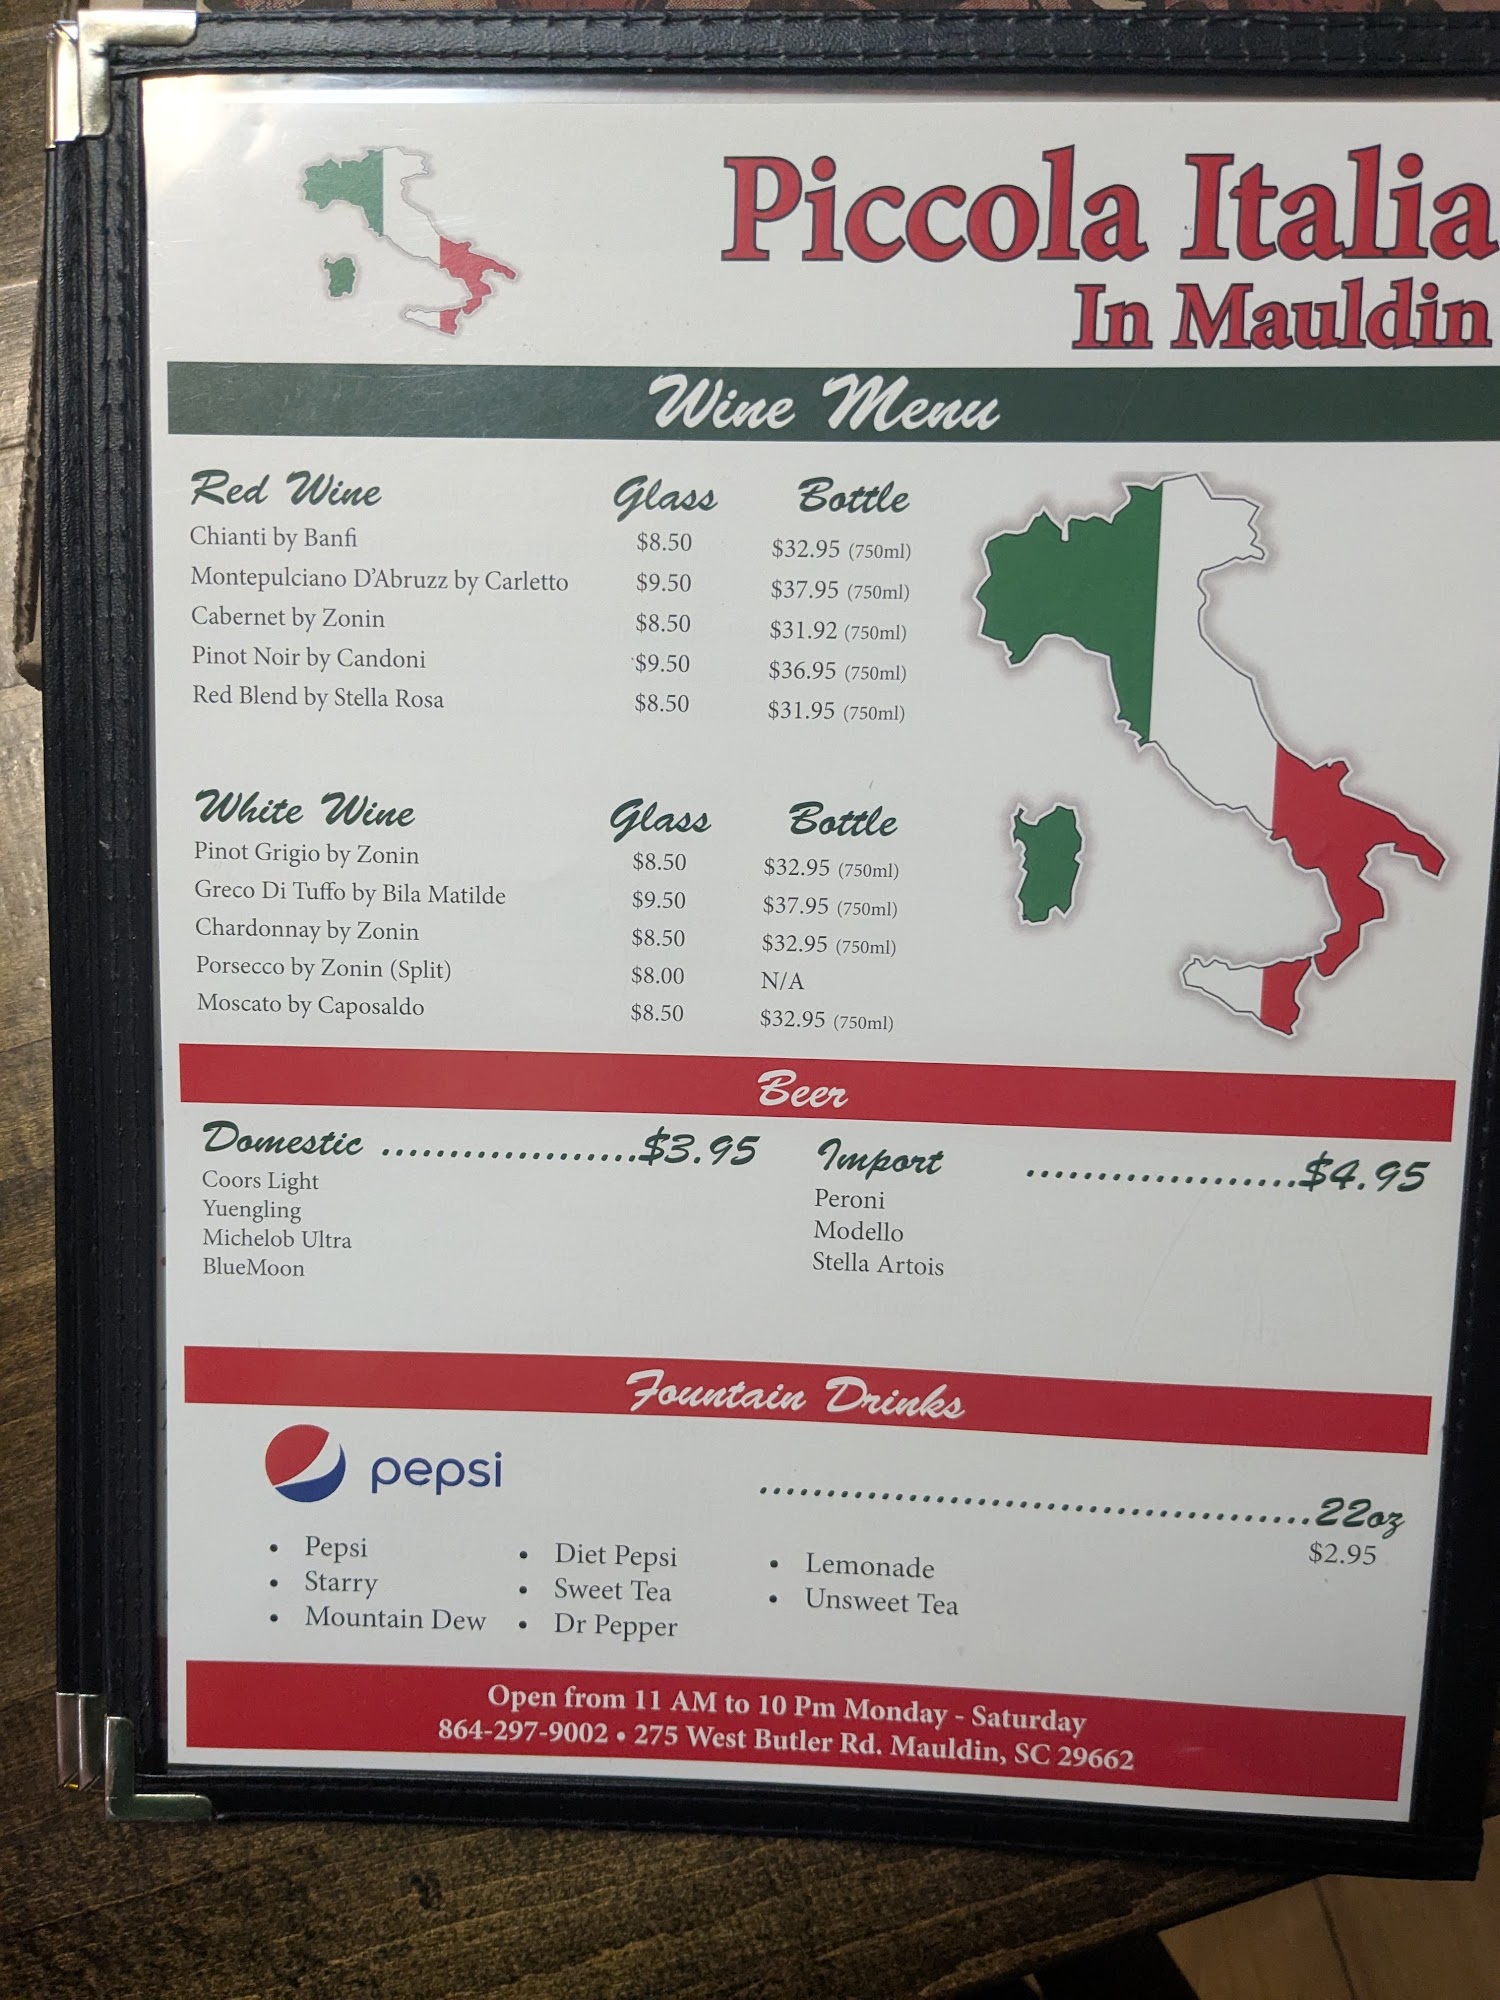 Piccola Italia
In Mauldin
Wine Menu
Red Wine Glass Bottle
Chianti by Banfi $8.50 $32.95 (750ml)
Montepulciano D'Abruzz by Carletto $9.50 $37.95 (750ml)
Cabernet by Zonin $8.50 $31.92 (750ml)
Pinot Noir by Candoni $9.50 $36.95 (750ml)
Red Blend by Stella Rosa $8.50 $31.95 (750ml)
White Wine Glass Bottle
Pinot Grigio by Zonin $8.50 $32.95 (750ml)
Greco Di Tuffo by Bila Matilde $9.50 $37.95 (750ml)
Chardonnay by Zonin $8.50 $32.95 (750ml)
Porsecco by Zonin (Split) $8.00 N/A
Moscato by Caposaldo $8.50 $32.95 (750ml)
Beer
Domestic ...................$3.95
Coors Light
Yuengling
Michelob Ultra
BlueMoon
Import ....................$4.95
Peroni
Modello
Stella Artois
Fountain Drinks
pepsi
.........................................22oz
$2.95
• Pepsi
• Starry
• Mountain Dew
• Diet Pepsi
• Sweet Tea
• Dr Pepper
• Lemonade
• Unsweet Tea
Open from 11 AM to 10 Pm Monday - Saturday
864-297-9002 • 275 West Butler Rd. Mauldin, SC 29662